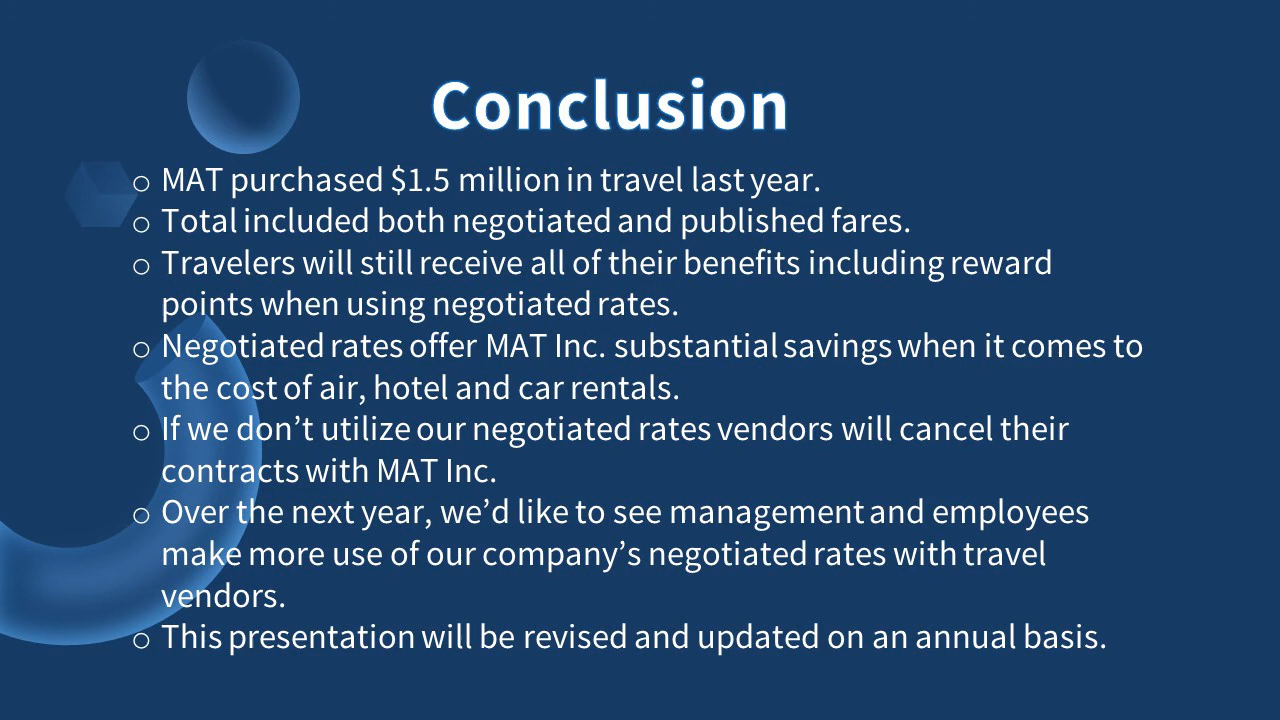 Conclusion
○ MAT purchased $1.5 million in travel last year.
○ Total included both negotiated and published fares.
○ Travelers will still receive all of their benefits including reward
points when using negotiated rates.
○ Negotiated rates offer MAT Inc. substantial savings when it comes to
the cost of air, hotel and car rentals.
○ If we don’t utilize our negotiated rates vendors will cancel their
contracts with MAT Inc.
○ Over the next year, we’d like to see management and employees
make more use of our company’s negotiated rates with travel
vendors.
○ This presentation will be revised and updated on an annual basis.